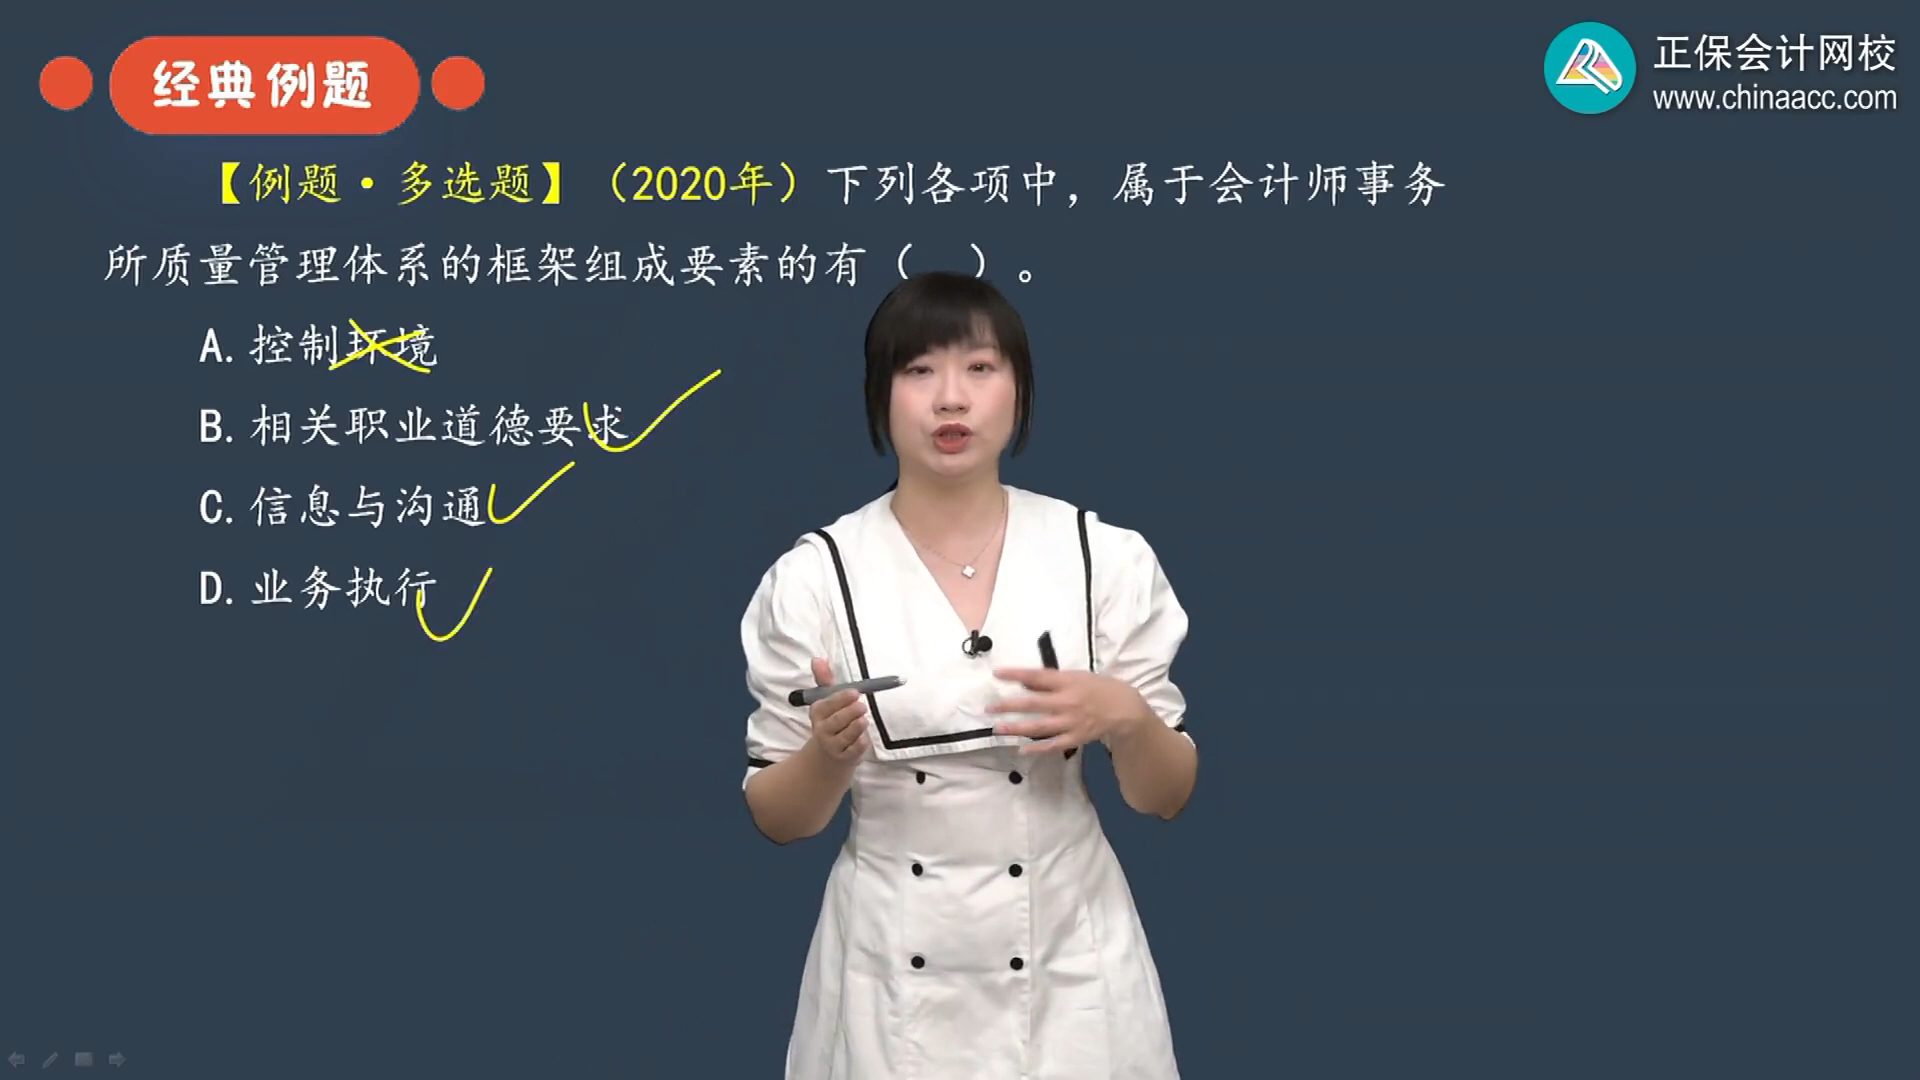 经典例题
正保会计网校
www.chinaacc.com
【例题·多选题】（2020年）下列各项中，属于会计师事务
所质量管理体系的框架组成要素的有（ ）。
A.控制环境
B.相关职业道德要求
C.信息与沟通
D.业务执行